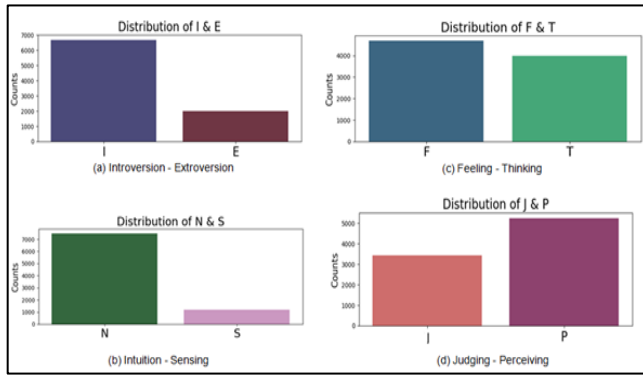 Distribution of I & E
Counts
7000
6000
5000
4000
3000
2000
1000
0
I E
(a) Introversion - Extroversion
Distribution of F & T
Counts
4000
3000
2000
1000
0
F T
(c) Feeling - Thinking
Distribution of N & S
Counts
7000
6000
5000
4000
3000
2000
1000
0
N S
(b) Intuition - Sensing
Distribution of J & P
Counts
5000
4000
3000
2000
1000
0
J P
(d) Judging - Perceiving